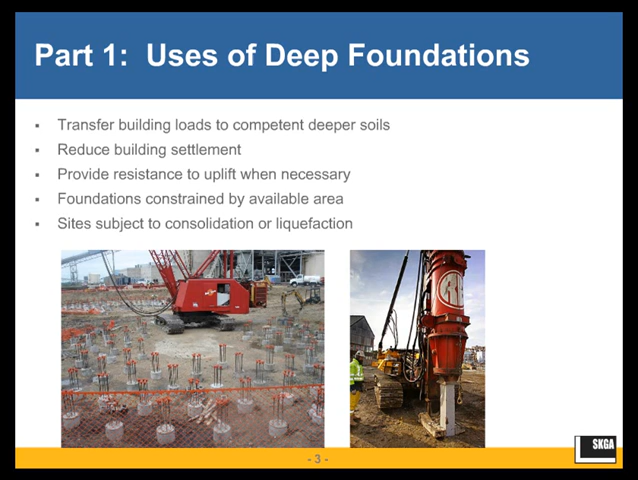 Part 1: Uses of Deep Foundations
▪ Transfer building loads to competent deeper soils
▪ Reduce building settlement
▪ Provide resistance to uplift when necessary
▪ Foundations constrained by available area
▪ Sites subject to consolidation or liquefaction
- 3 -
SKGA